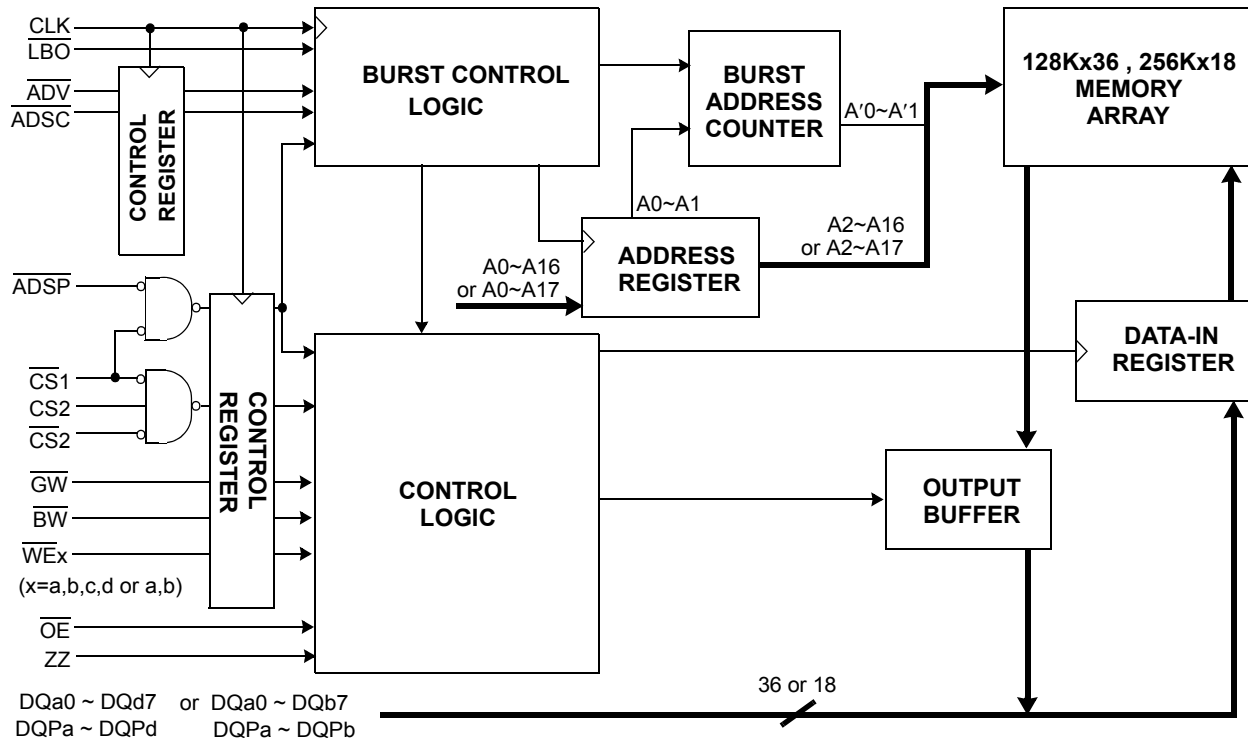 CLK
LBO
ADV
ADSC
CONTROL
REGISTER
BURST CONTROL
LOGIC
BURST
ADDRESS
COUNTER
A′0~A′1
128Kx36 , 256Kx18
MEMORY
ARRAY
A0~A1
ADDRESS
REGISTER
A2~A16
or A2~A17
A0~A16
or A0~A17
ADSP
CS1
CS2
CS2
GW
BW
WEx
(x=a,b,c,d or a,b)
OE
ZZ
CONTROL
REGISTER
CONTROL
LOGIC
DATA-IN
REGISTER
OUTPUT
BUFFER
DQa0 ~ DQd7 or DQa0 ~ DQb7
DQPa ~ DQPd DQPa ~ DQPb
36 or 18